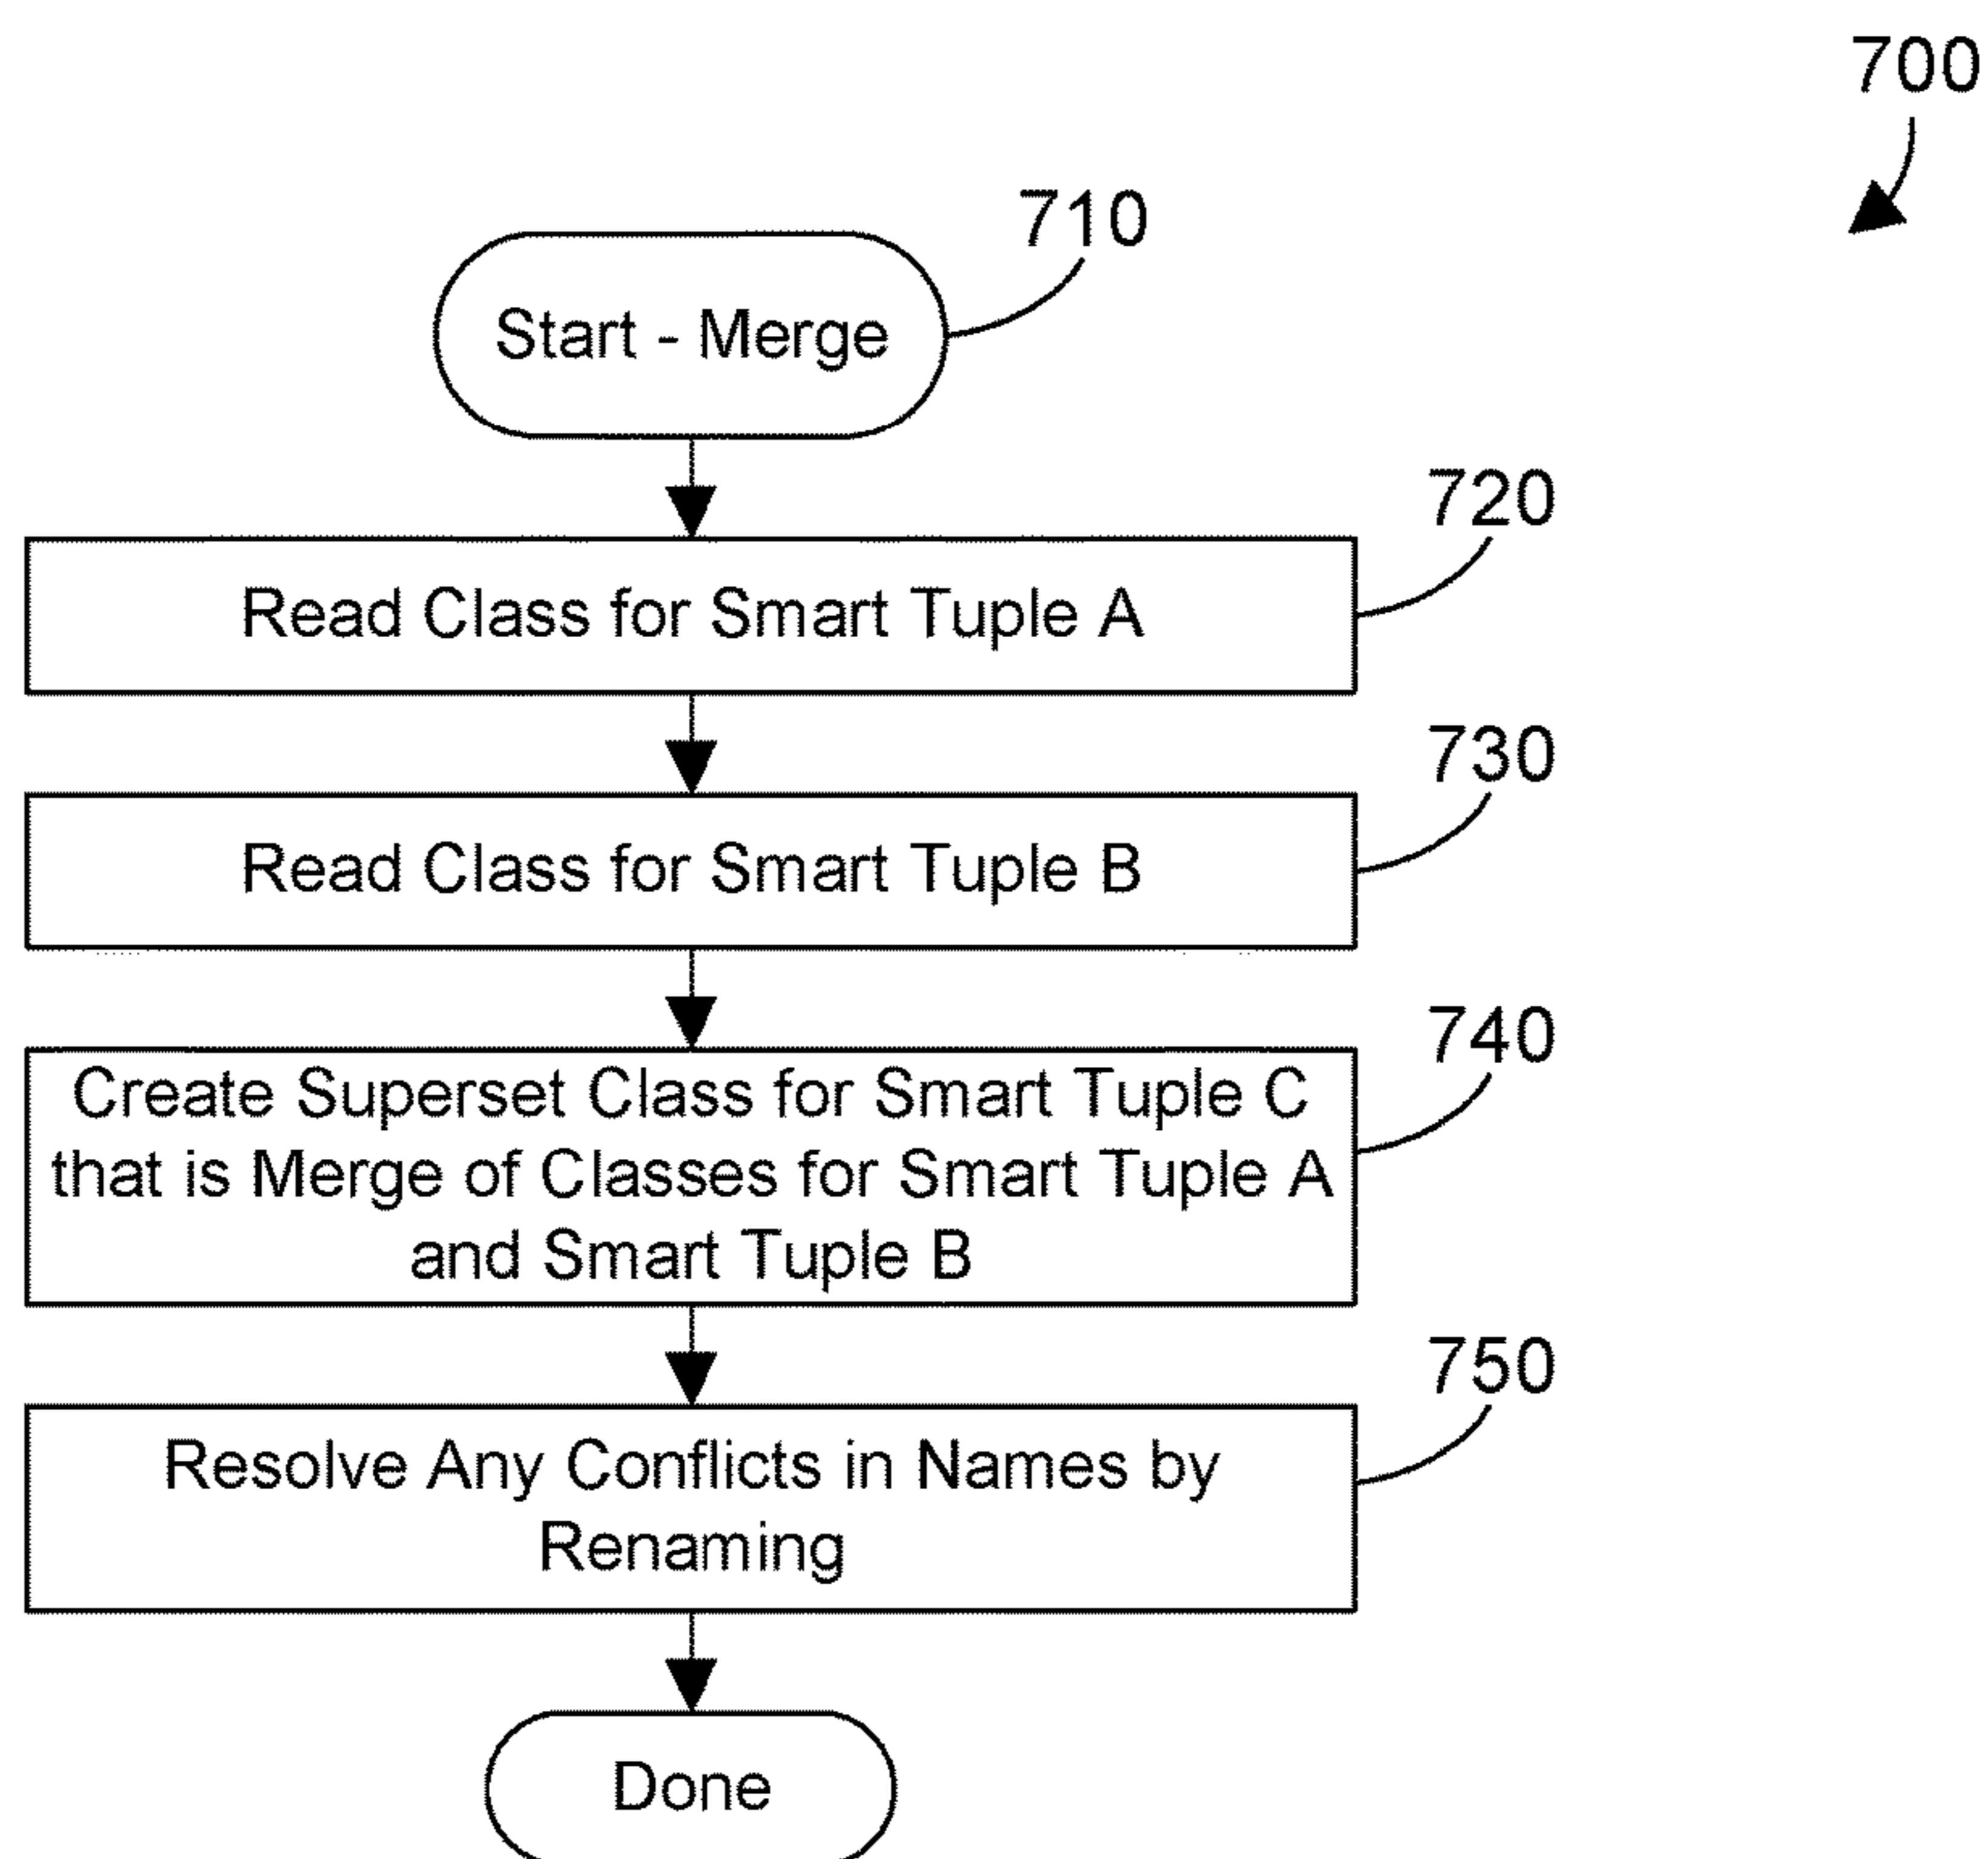 700
710
Start - Merge
720
Read Class for Smart Tuple A
730
Read Class for Smart Tuple B
740
Create Superset Class for Smart Tuple C
that is Merge of Classes for Smart Tuple A
and Smart Tuple B
750
Resolve Any Conflicts in Names by
Renaming
Done